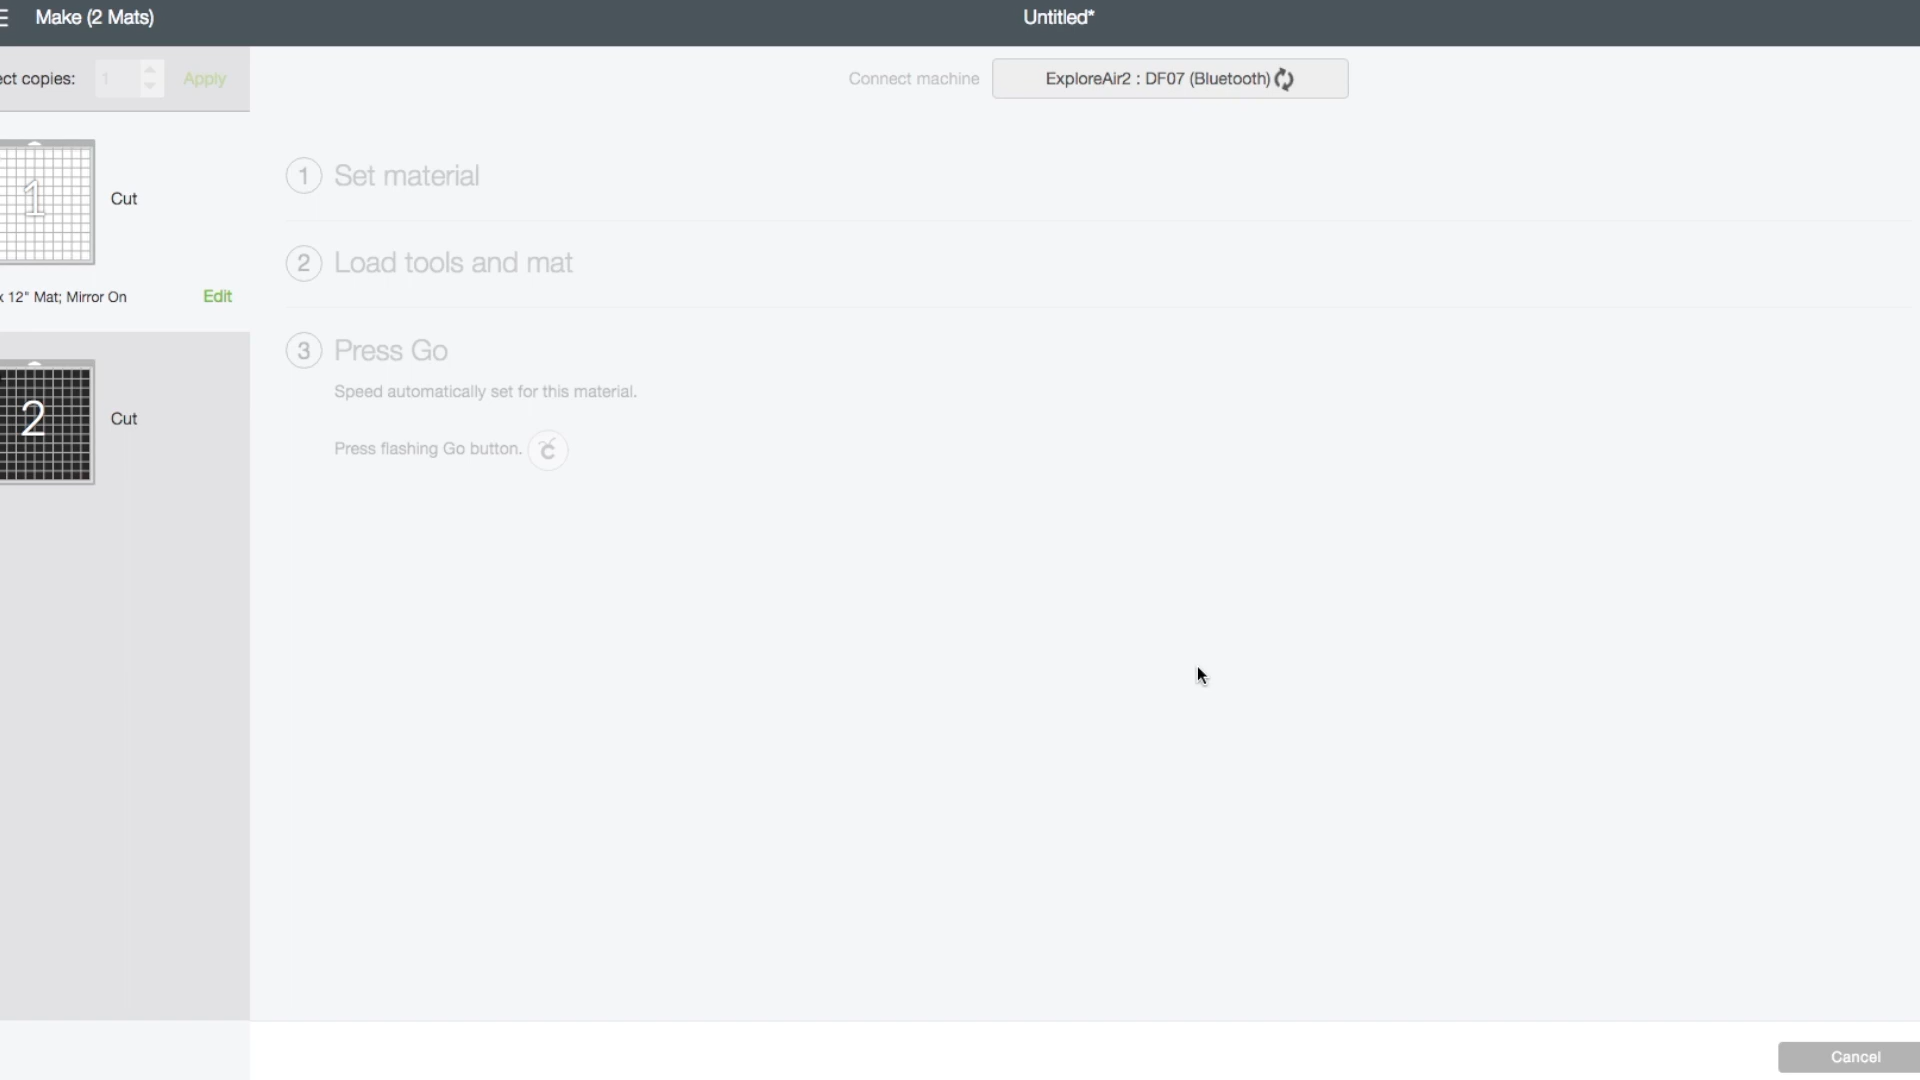 Make (2 Mats)
Untitled*
ect copies: 1 Apply
Connect machine ExploreAir2 : DF07 (Bluetooth)
1 Cut
x 12" Mat; Mirror On Edit
2 Cut
1 Set material
2 Load tools and mat
3 Press Go
Speed automatically set for this material.
Press flashing Go button.
Cancel